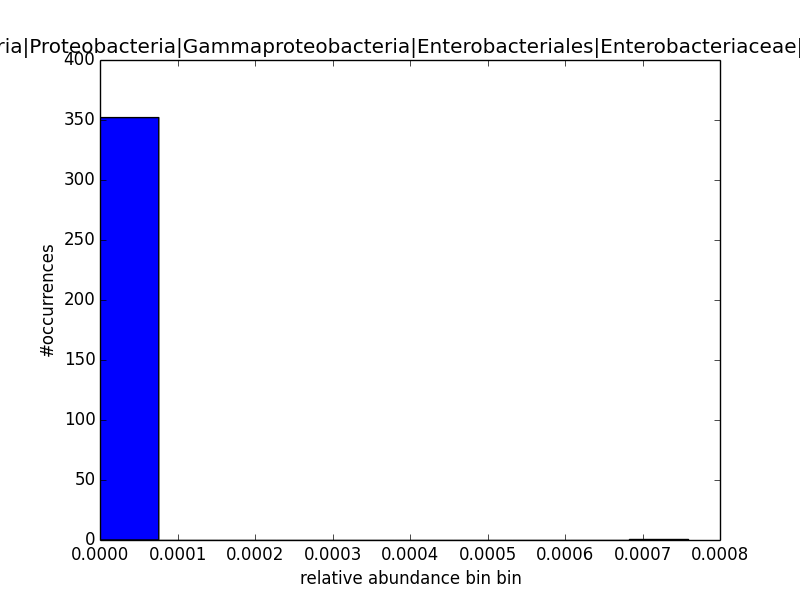 ria|Proteobacteria|Gammaproteobacteria|Enterobacteriales|Enterobacteriaceae|
400
350
300
250
200
150
100
50
0
#occurrences
0.0000 0.0001 0.0002 0.0003 0.0004 0.0005 0.0006 0.0007 0.0008
relative abundance bin bin